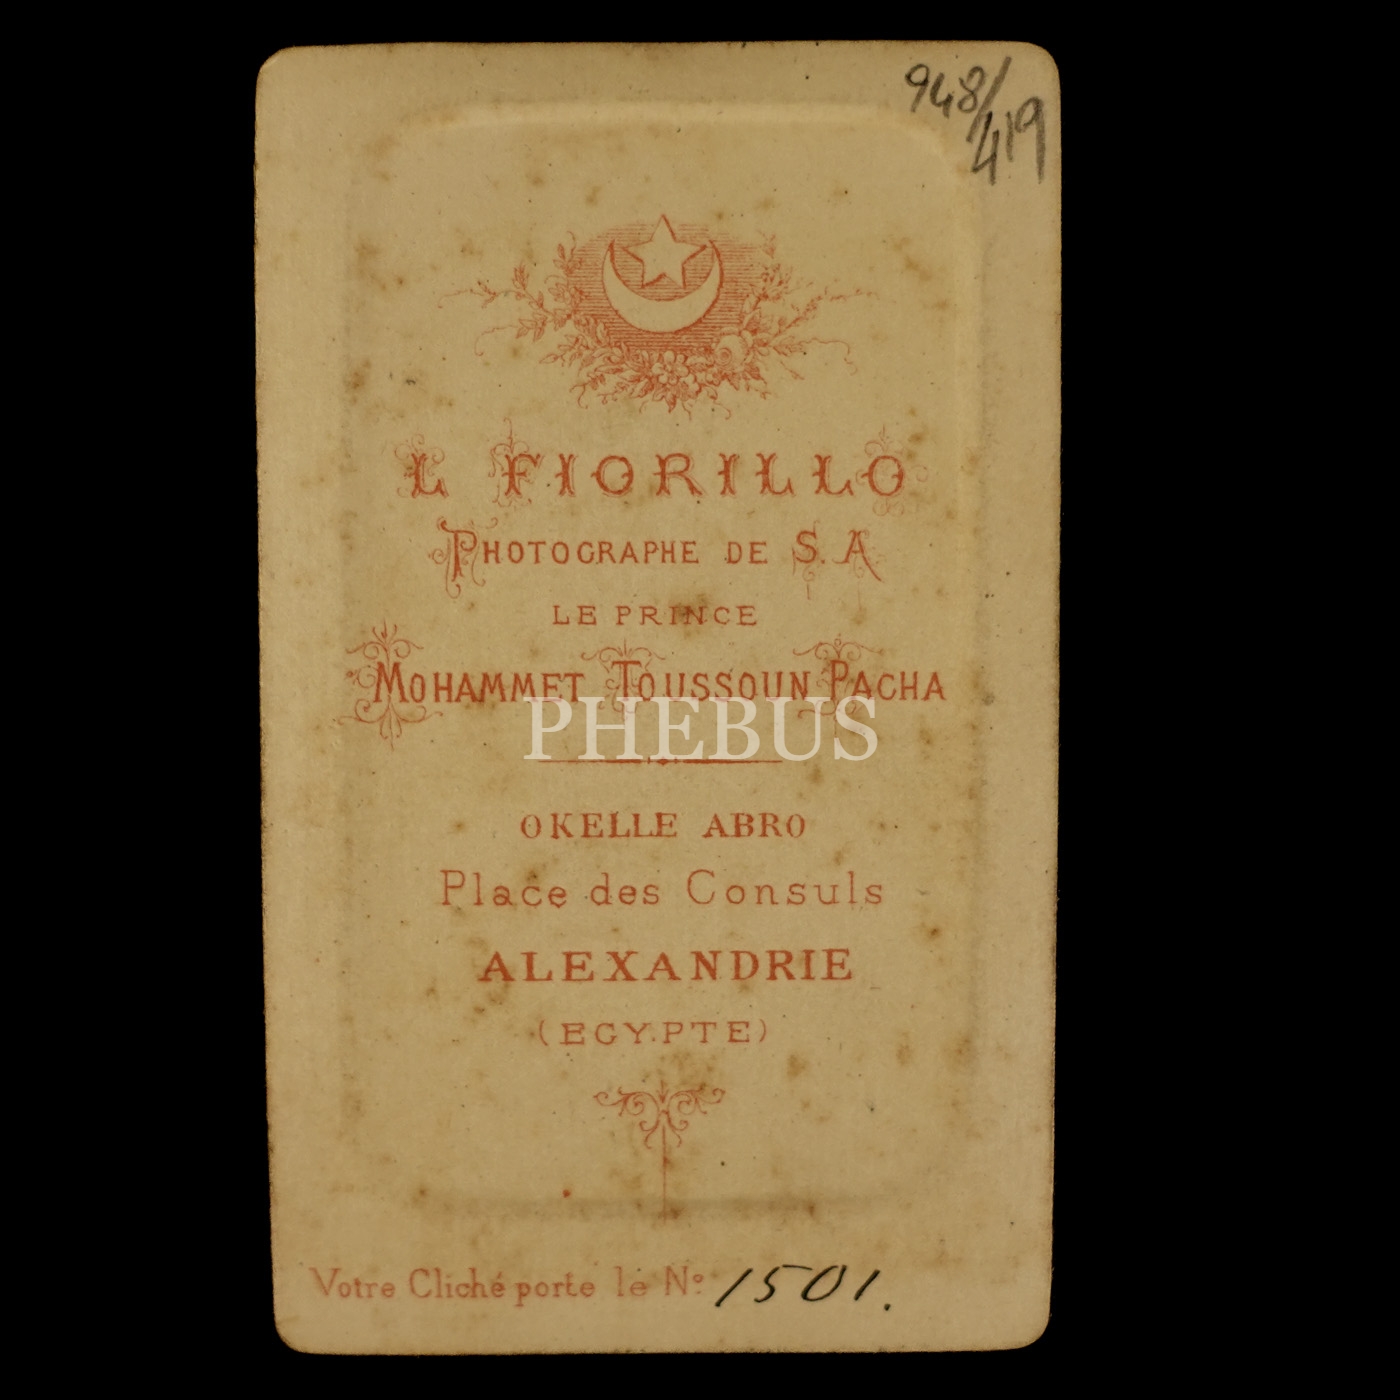 948/
419
L FIORILLO
PHOTOGRAPHE DE S. A
LE PRINCE
MOHAMMET TOUSSOUN PACHA
PHEBUS
OKELLE ABRO
Place des Consuls
ALEXANDRIE
(EGYPTE)
Votre Cliché porte le No: 1501.